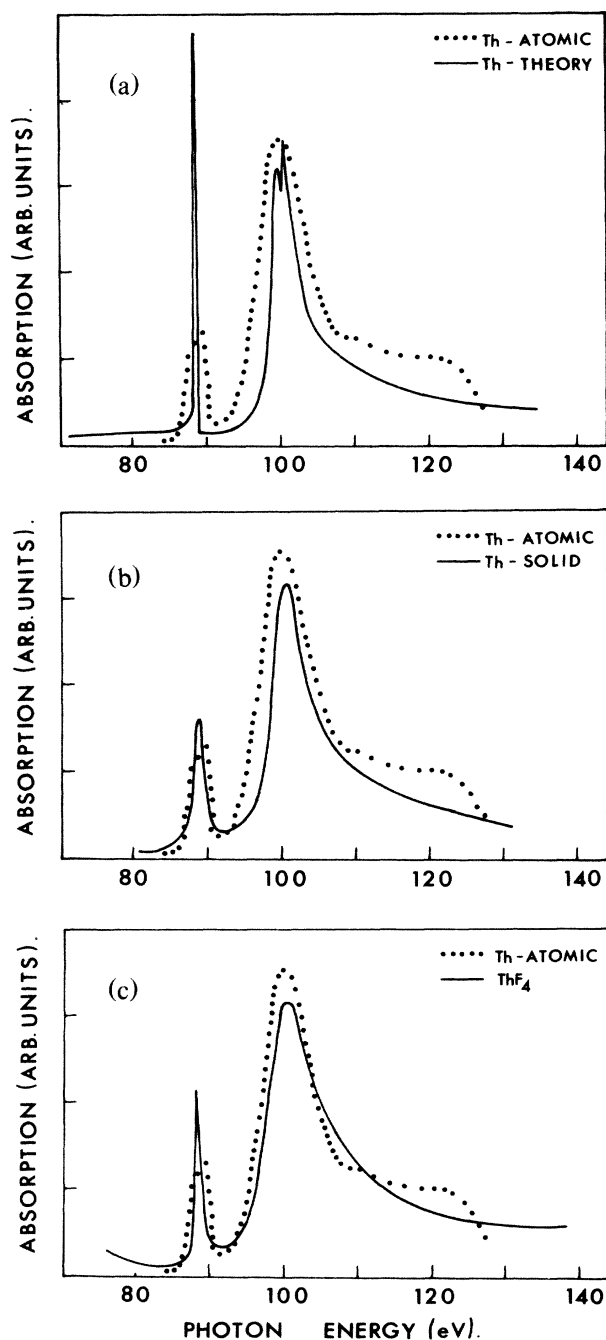 (a)
Th - ATOMIC
Th - THEORY
ABSORPTION (ARB. UNITS).
80 100 120 140
(b)
Th - ATOMIC
Th - SOLID
ABSORPTION (ARB. UNITS).
80 100 120 140
(c)
Th-ATOMIC
ThF4
ABSORPTION (ARB. UNITS).
80 100 120 140
PHOTON ENERGY (eV).